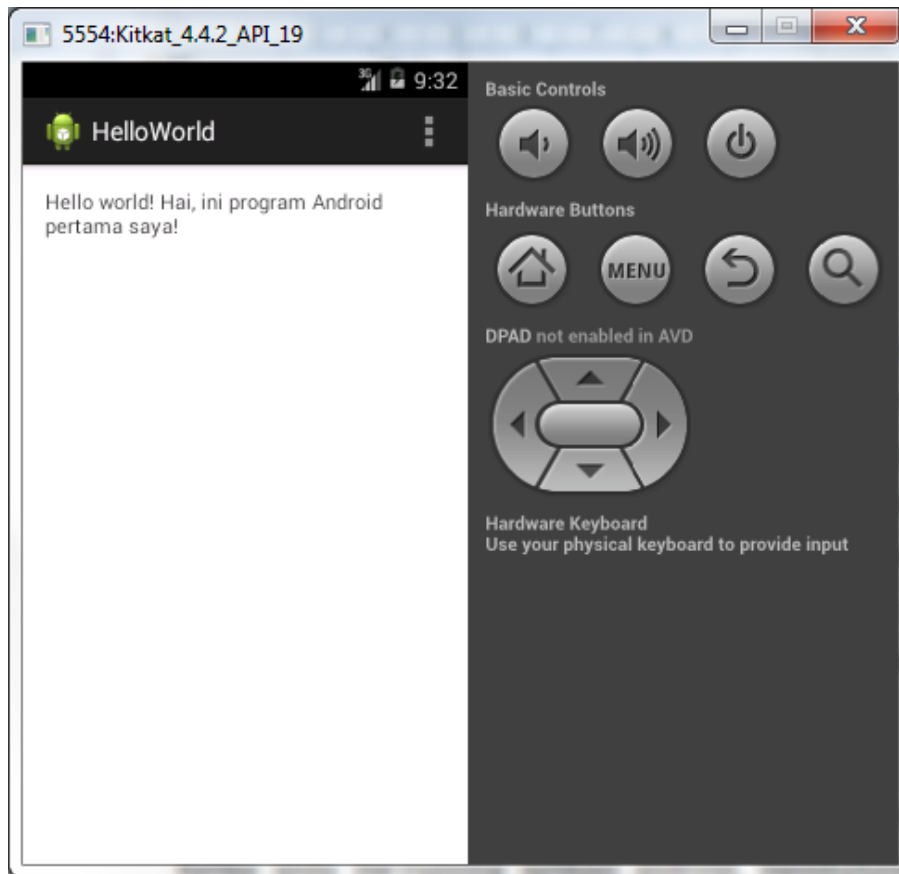 5554:Kitkat_4.4.2_API_19
3G 9:32
HelloWorld
Hello world! Hai, ini program Android
pertama saya!
Basic Controls
Hardware Buttons
MENU
DPAD not enabled in AVD
Hardware Keyboard
Use your physical keyboard to provide input